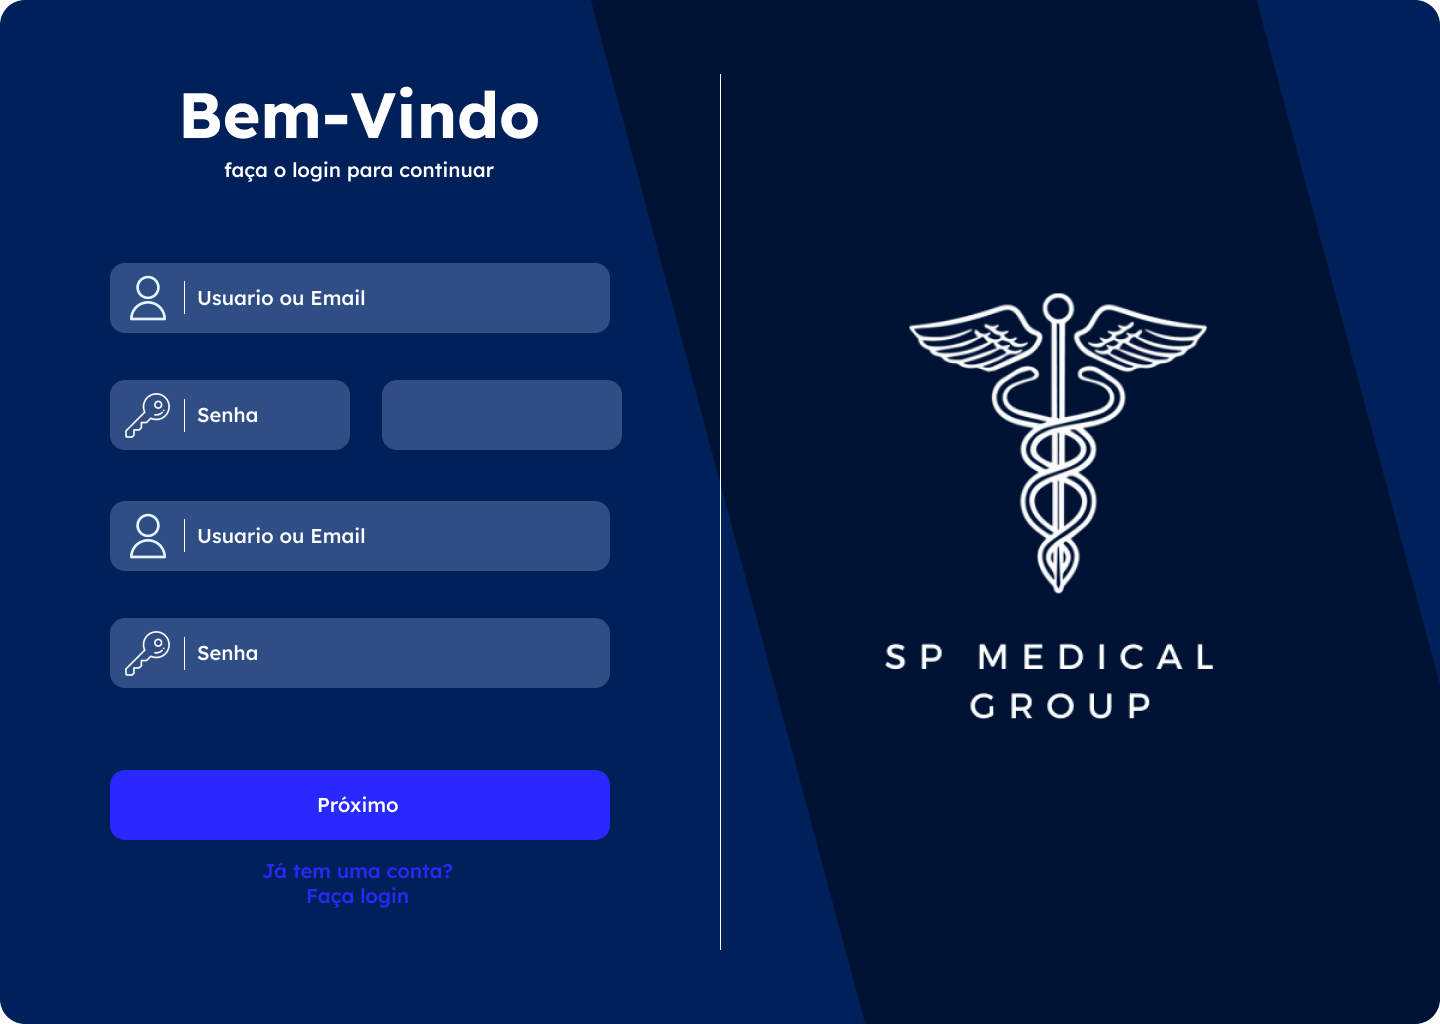 Bem-Vindo
faça o login para continuar
Usuario ou Email
Senha
Usuario ou Email
Senha
Próximo
Já tem uma conta?
Faça login
SP MEDICAL
GROUP